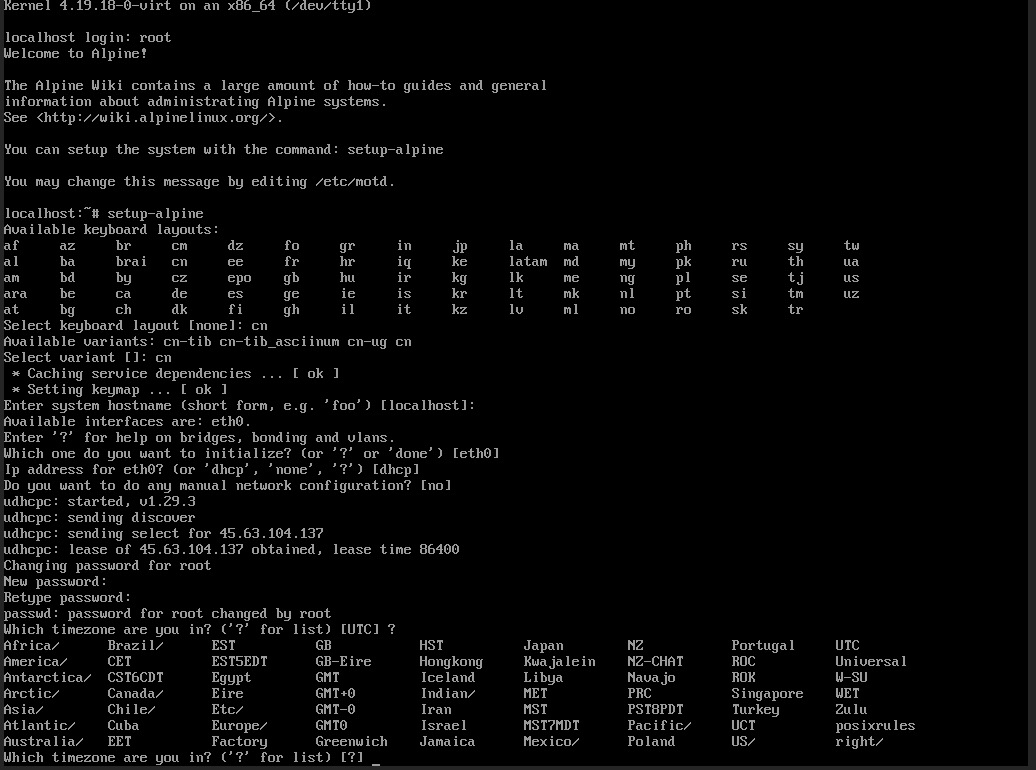 Kernel 4.19.18-0-virt on an x86_64 (/dev/tty1)
localhost login: root
Welcome to Alpine!
The Alpine Wiki contains a large amount of how-to guides and general
information about administrating Alpine systems.
See <http://wiki.alpinelinux.org/>.
You can setup the system with the command: setup-alpine
You may change this message by editing /etc/motd.
localhost:~# setup-alpine
Available keyboard layouts:
af az br cm dz fo gr in jp la ma mt ph rs sy tw
al ba brai cn ee fr hr iq ke latam md my pk ru th ua
am bd by cz epo gb hu ir kg lk me ng pl se tj us
ara be ca de es ge ie is kr lt mk nl pt si tm uz
at bg ch dk fi gh il it kz lv ml no ro sk tr
Select keyboard layout [none]: cn
Available variants: cn-tib cn-tib_asciinum cn-ug cn
Select variant []: cn
* Caching service dependencies ... [ ok ]
* Setting keymap ... [ ok ]
Enter system hostname (short form, e.g. 'foo') [localhost]:
Available interfaces are: eth0.
Enter '?' for help on bridges, bonding and vlans.
Which one do you want to initialize? (or '?' or 'done') [eth0]
Ip address for eth0? (or 'dhcp', 'none', '?') [dhcp]
Do you want to do any manual network configuration? [no]
udhcpc: started, v1.29.3
udhcpc: sending discover
udhcpc: sending select for 45.63.104.137
udhcpc: lease of 45.63.104.137 obtained, lease time 86400
Changing password for root
New password:
Retype password:
passwd: password for root changed by root
Which timezone are you in? ('?' for list) [UTC] ?
Africa/ Brazil/ EST GB HST Japan NZ Portugal UTC
America/ CET EST5EDT GB-Eire Hongkong Kwajalein NZ-CHAT ROC Universal
Antarctica/ CST6CDT Egypt GMT Iceland Libya Navajo ROK W-SU
Arctic/ Canada/ Eire GMT+0 Indian/ MET PRC Singapore WET
Asia/ Chile/ Etc/ GMT-0 Iran MST PST8PDT Turkey Zulu
Atlantic/ Cuba Europe/ GMT0 Israel MST7MDT Pacific/ UCT posixrules
Australia/ EET Factory Greenwich Jamaica Mexico/ Poland US/ right/
Which timezone are you in? ('?' for list) [?] _